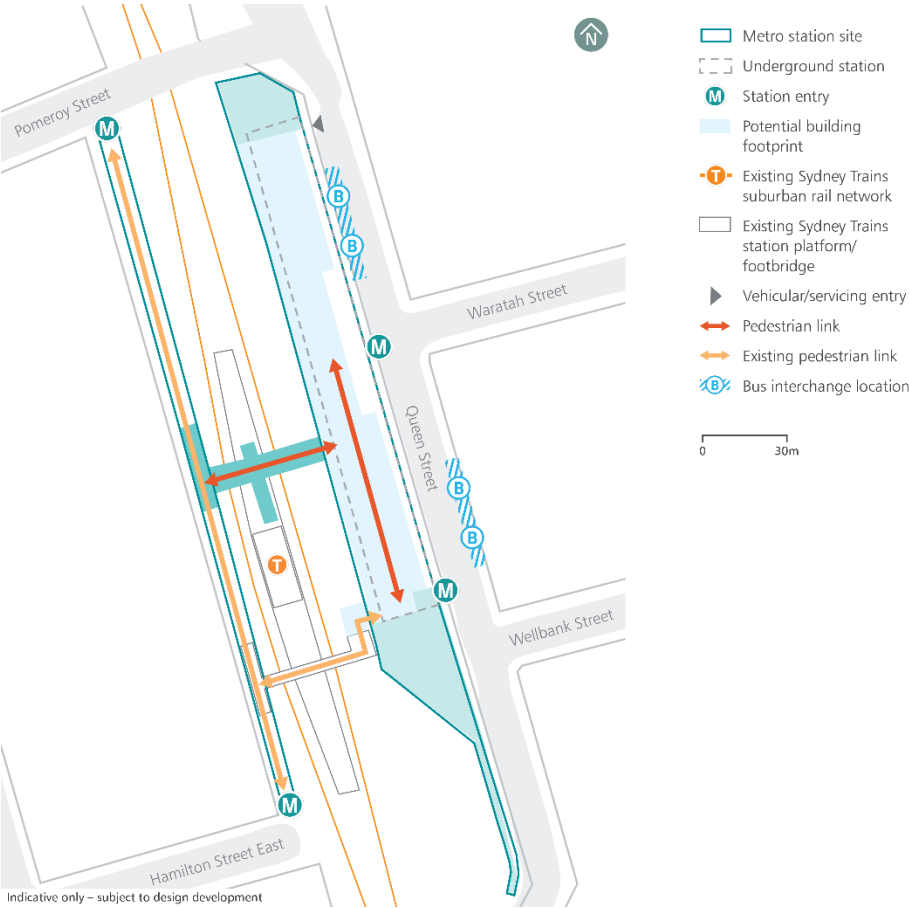 N
Pomeroy Street
M
M
B
B
Waratah Street
M
Queen Street
B
B
T
M
Wellbank Street
M
Hamilton Street East
Indicative only – subject to design development
Metro station site
Underground station
M
Station entry
Potential building
footprint
T
Existing Sydney Trains
suburban rail network
Existing Sydney Trains
station platform/
footbridge
Vehicular/servicing entry
Pedestrian link
Existing pedestrian link
B
Bus interchange location
0
30m